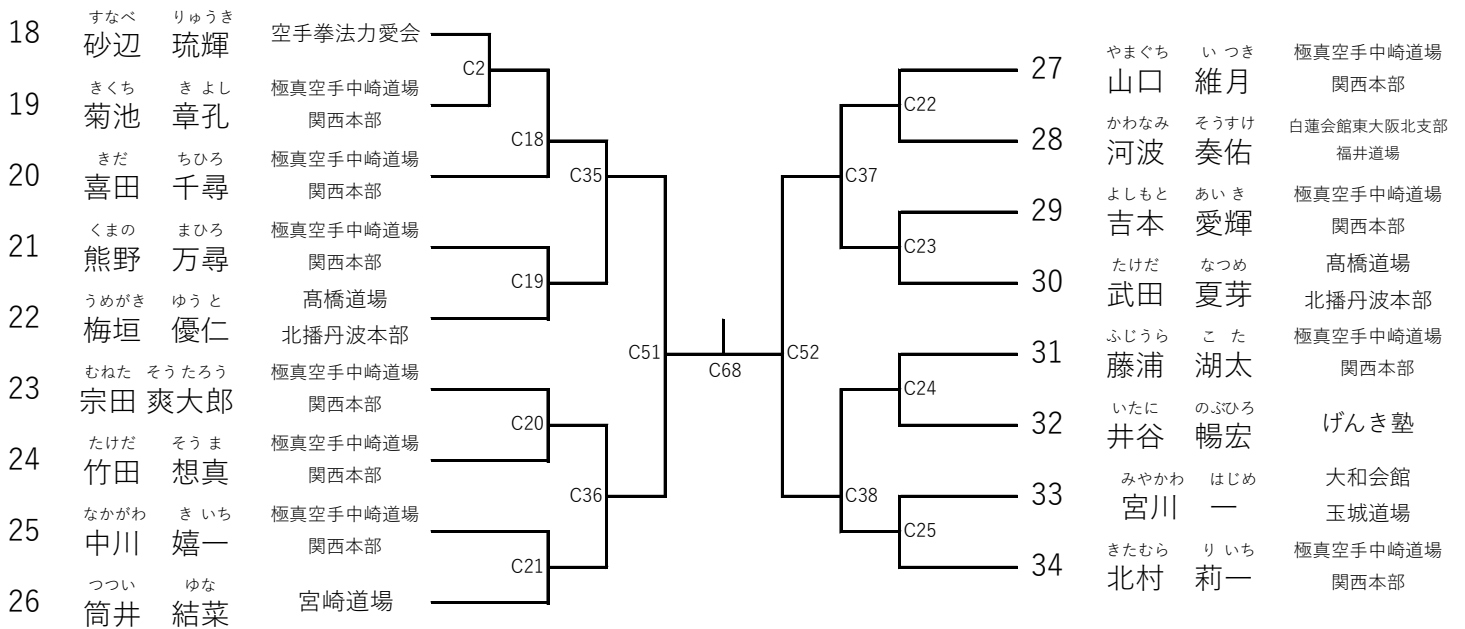 すなべ りゅうき
18 砂辺 琉輝 空手拳法力愛会
C2
きくち き よし 極真空手中崎道場
19 菊池 章孔 関西本部
C18
きだ ちひろ 極真空手中崎道場
20 喜田 千尋 関西本部
C35
くまの まひろ 極真空手中崎道場
21 熊野 万尋 関西本部
C19
うめがき ゆう と 髙橋道場
22 梅垣 優仁 北播丹波本部
C51
むねた そう たろう 極真空手中崎道場
23 宗田 爽大郎 関西本部
C20
たけだ そう ま 極真空手中崎道場
24 竹田 想真 関西本部
C36
なかがわ き いち 極真空手中崎道場
25 中川 嬉一 関西本部
C21
つつい ゆな
26 筒井 結菜 宮崎道場
C68
やまぐち い つき 極真空手中崎道場
27 山口 維月 関西本部
C22
かわなみ そうすけ 白蓮会館東大阪北支部
28 河波 奏佑 福井道場
C37
よしもと あい き 極真空手中崎道場
29 吉本 愛輝 関西本部
C23
たけだ なつめ 髙橋道場
30 武田 夏芽 北播丹波本部
C52
ふじうら こ た 極真空手中崎道場
31 藤浦 湖太 関西本部
C24
いたに のぶひろ
32 井谷 暢宏 げんき塾
C38
みやかわ はじめ 大和会館
33 宮川 一 玉城道場
C25
きたむら り いち 極真空手中崎道場
34 北村 莉一 関西本部